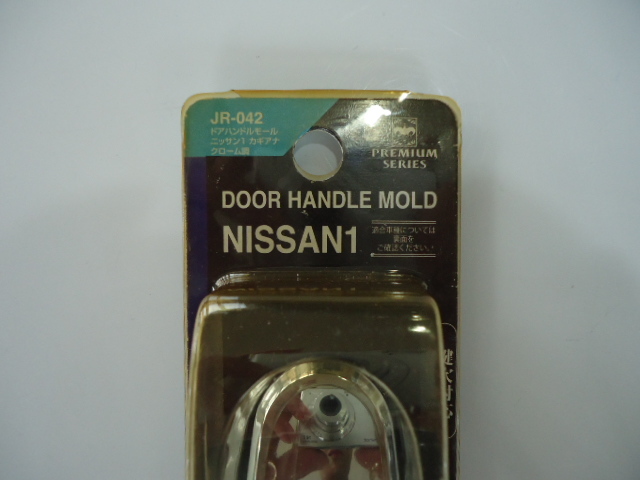 JR-042
ドアハンドルモール
ニッサン1 カギアナ
クローム調
PREMIUM
SERIES
DOOR HANDLE MOLD
NISSAN1
適合車種については
裏面を
ご確認ください。